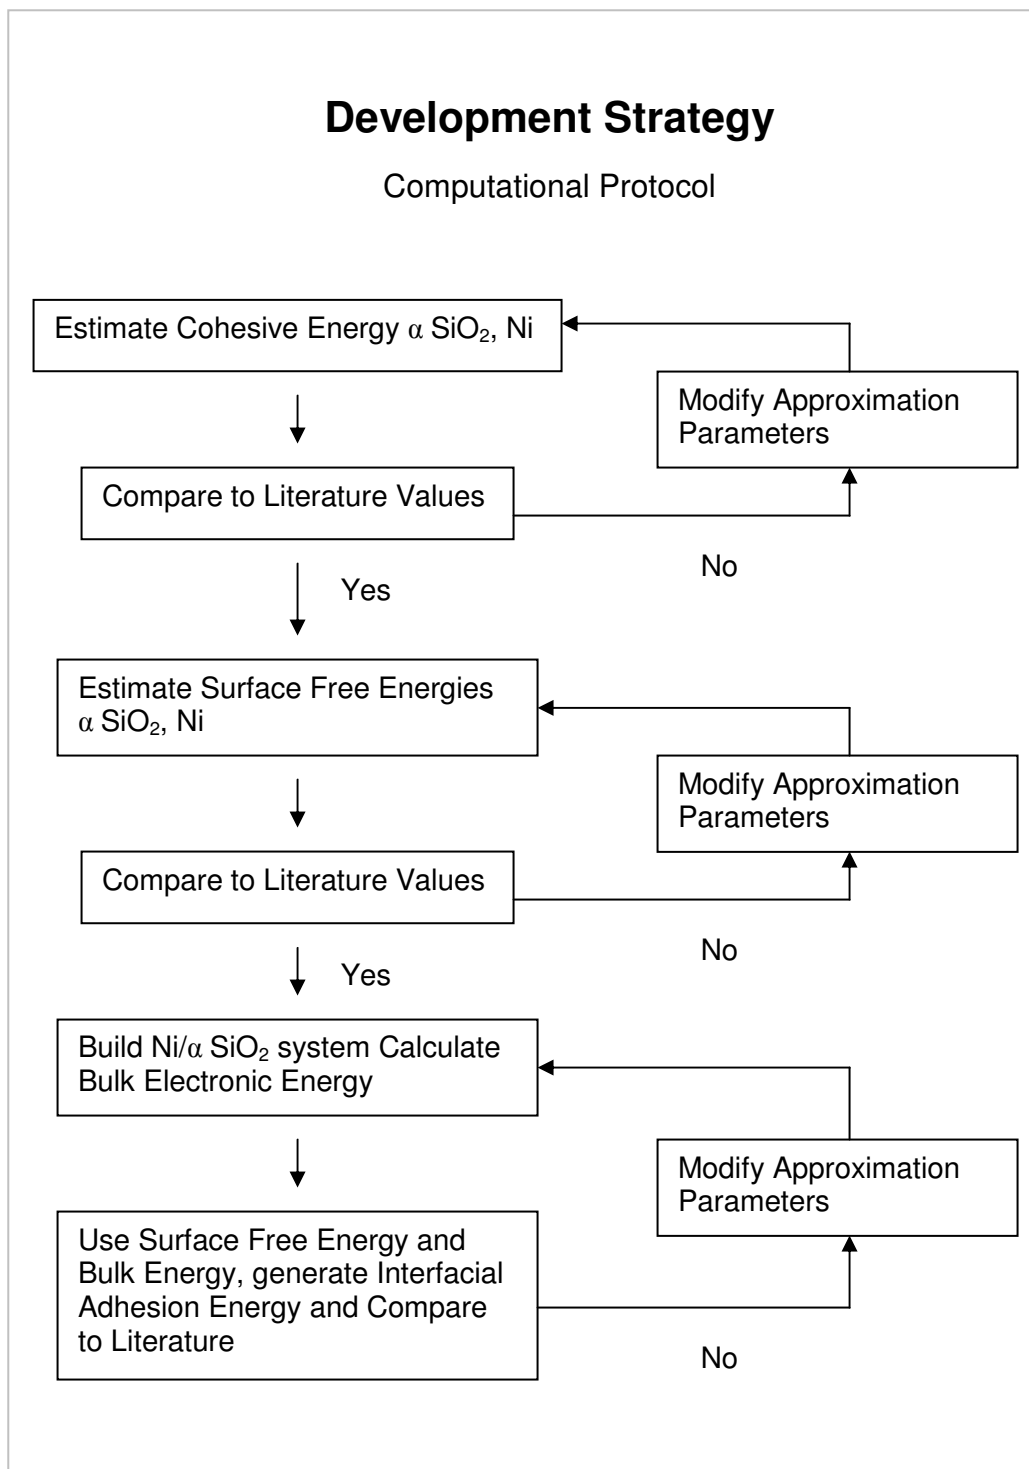 Development Strategy
Computational Protocol
Estimate Cohesive Energy α SiO₂, Ni
Modify Approximation
Parameters
Compare to Literature Values
No
Yes
Estimate Surface Free Energies
α SiO₂, Ni
Modify Approximation
Parameters
Compare to Literature Values
No
Yes
Build Ni/α SiO₂ system Calculate
Bulk Electronic Energy
Modify Approximation
Parameters
Use Surface Free Energy and
Bulk Energy, generate Interfacial
Adhesion Energy and Compare
to Literature
No